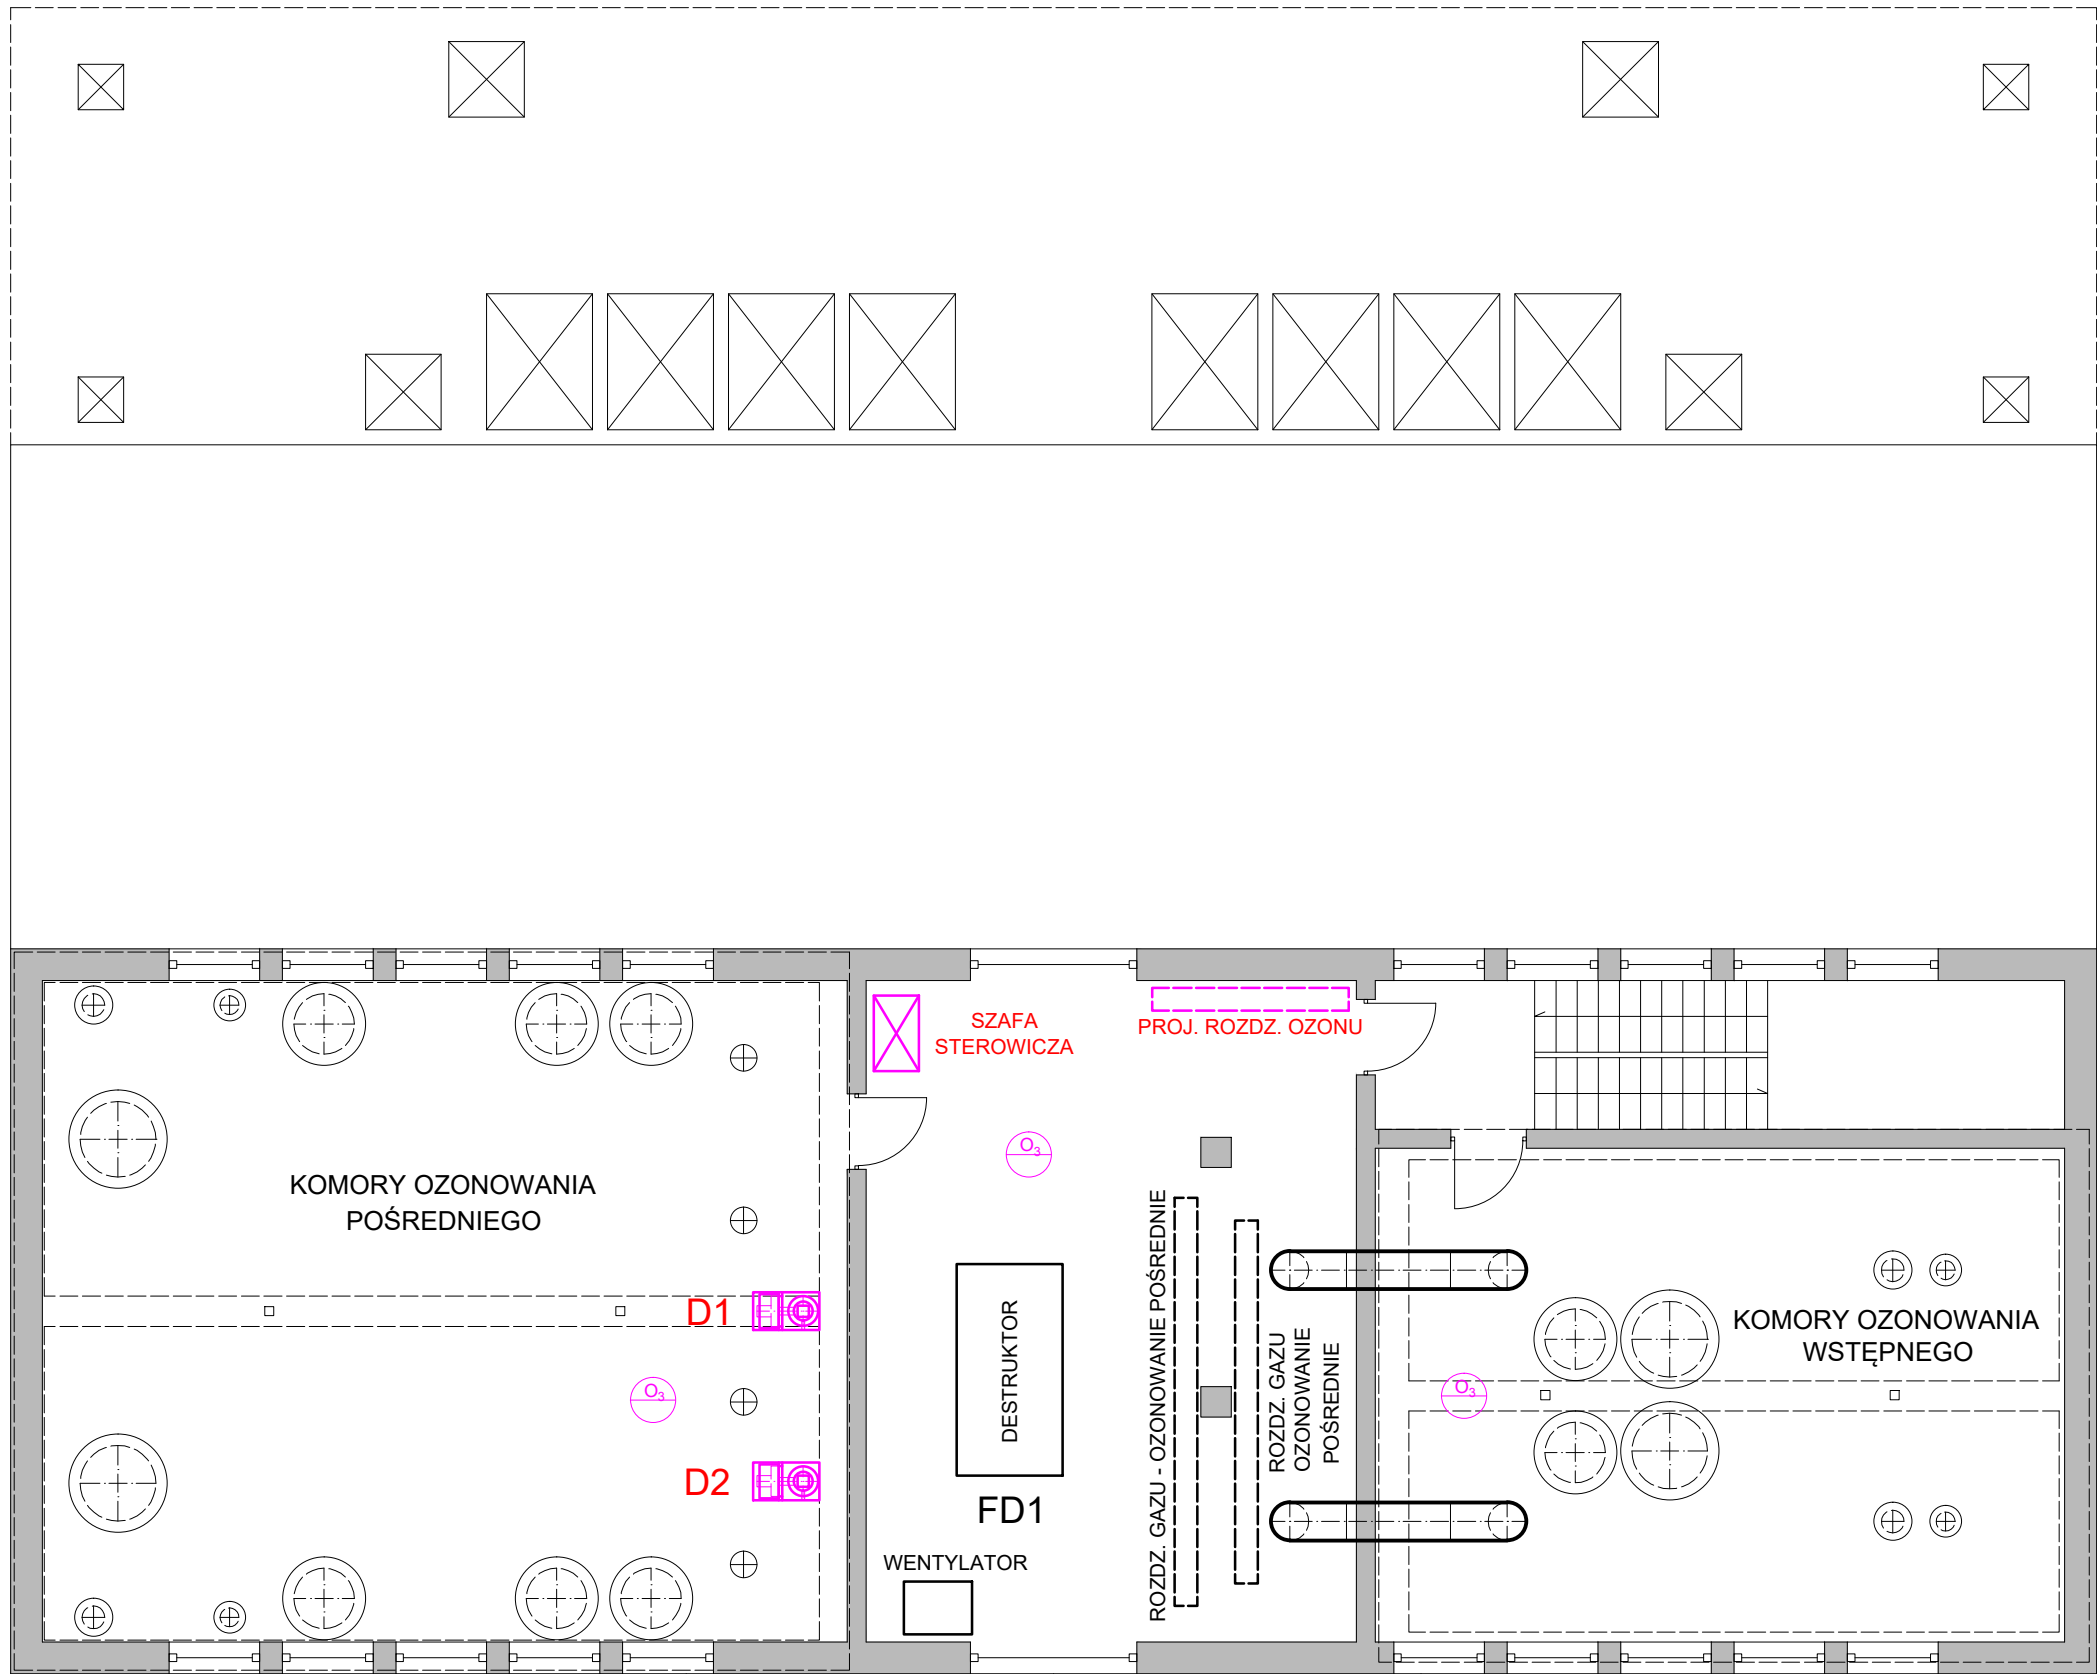 SZAFA
STEROWICZA
PROJ. ROZDZ. OZONU
O₃
KOMORY OZONOWANIA
POŚREDNIEGO
D1
O₃
D2
DESTRUKTOR
FD1
WENTYLATOR
ROZDZ. GAZU - OZONOWANIE POŚREDNIE
ROZDZ. GAZU
OZONOWANIE
POŚREDNIE
O₃
KOMORY OZONOWANIA
WSTĘPNEGO